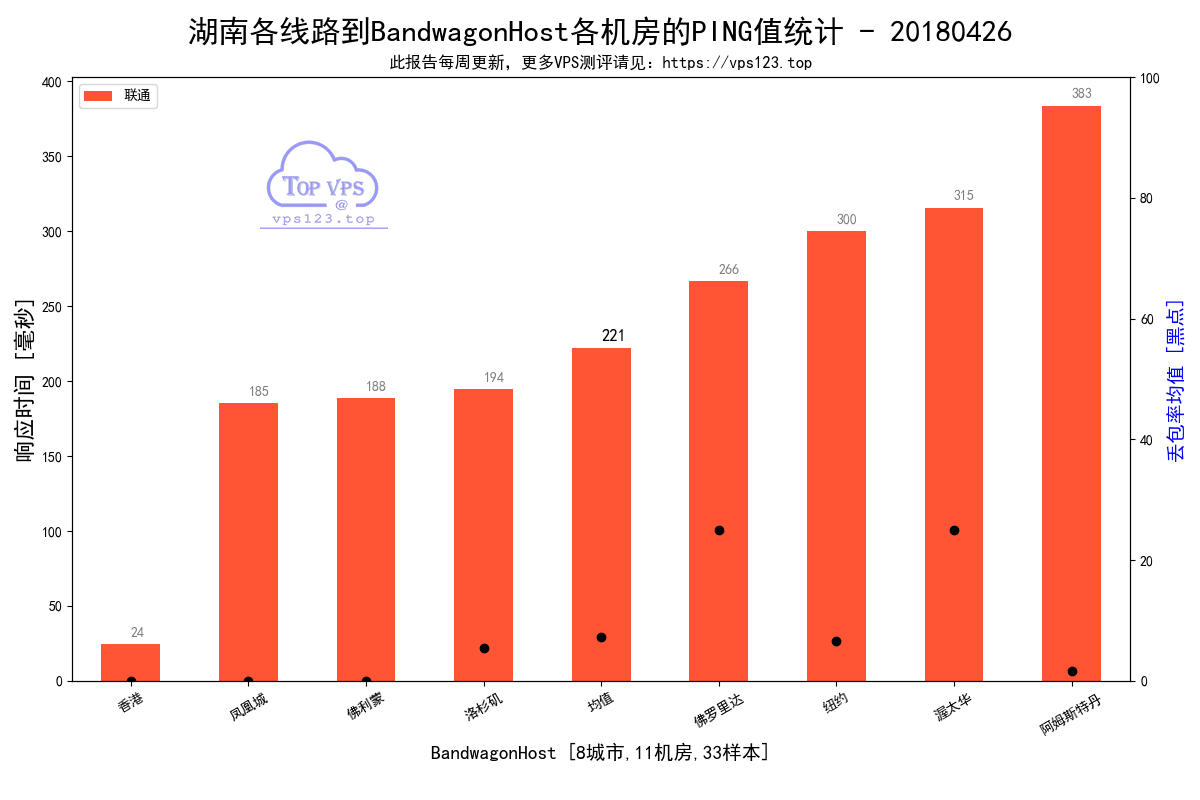 湖南各线路到BandwagonHost各机房的PING值统计 - 20180426
此报告每周更新，更多VPS测评请见：https://vps123.top
联通
TOP VPS
@
vps123.top
响应时间 [毫秒]
400
350
300
250
200
150
100
50
0
24
185
188
194
221
266
300
315
383
100
80
60
40
20
0
丢包率均值 [黑点]
香港
凤凰城
佛利蒙
洛杉矶
均值
佛罗里达
纽约
渥太华
阿姆斯特丹
BandwagonHost [8城市,11机房,33样本]